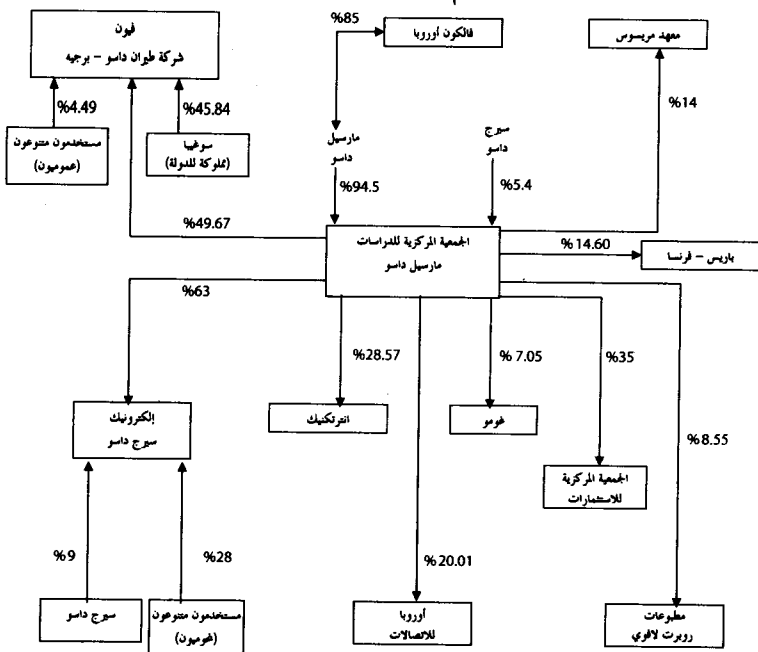 %85
فيون
شركة طيران داسو – برجيه
فالكون أوروبا
معهد مريسوس
%4.49
%45.84
%14
مستخدمون متنوعون
(عموميون)
سوغيبا
(مملوكة للدولة)
مارسيل
داسو
سيرج
داسو
%94.5
%5.4
%49.67
الجمعية المركزية للدراسات
مارسيل داسو
%14.60
باريس – فرنسا
%63
%28.57
% 7.05
%35
%8.55
إلكترونيك
سيرج داسو
انترتكنيك
غومو
الجمعية المركزية
للاستثمارات
%9
%28
%20.01
سيرج داسو
مستخدمون متنوعون
أوروبا
للاتصالات
مطبوعات
روبرت لافوي